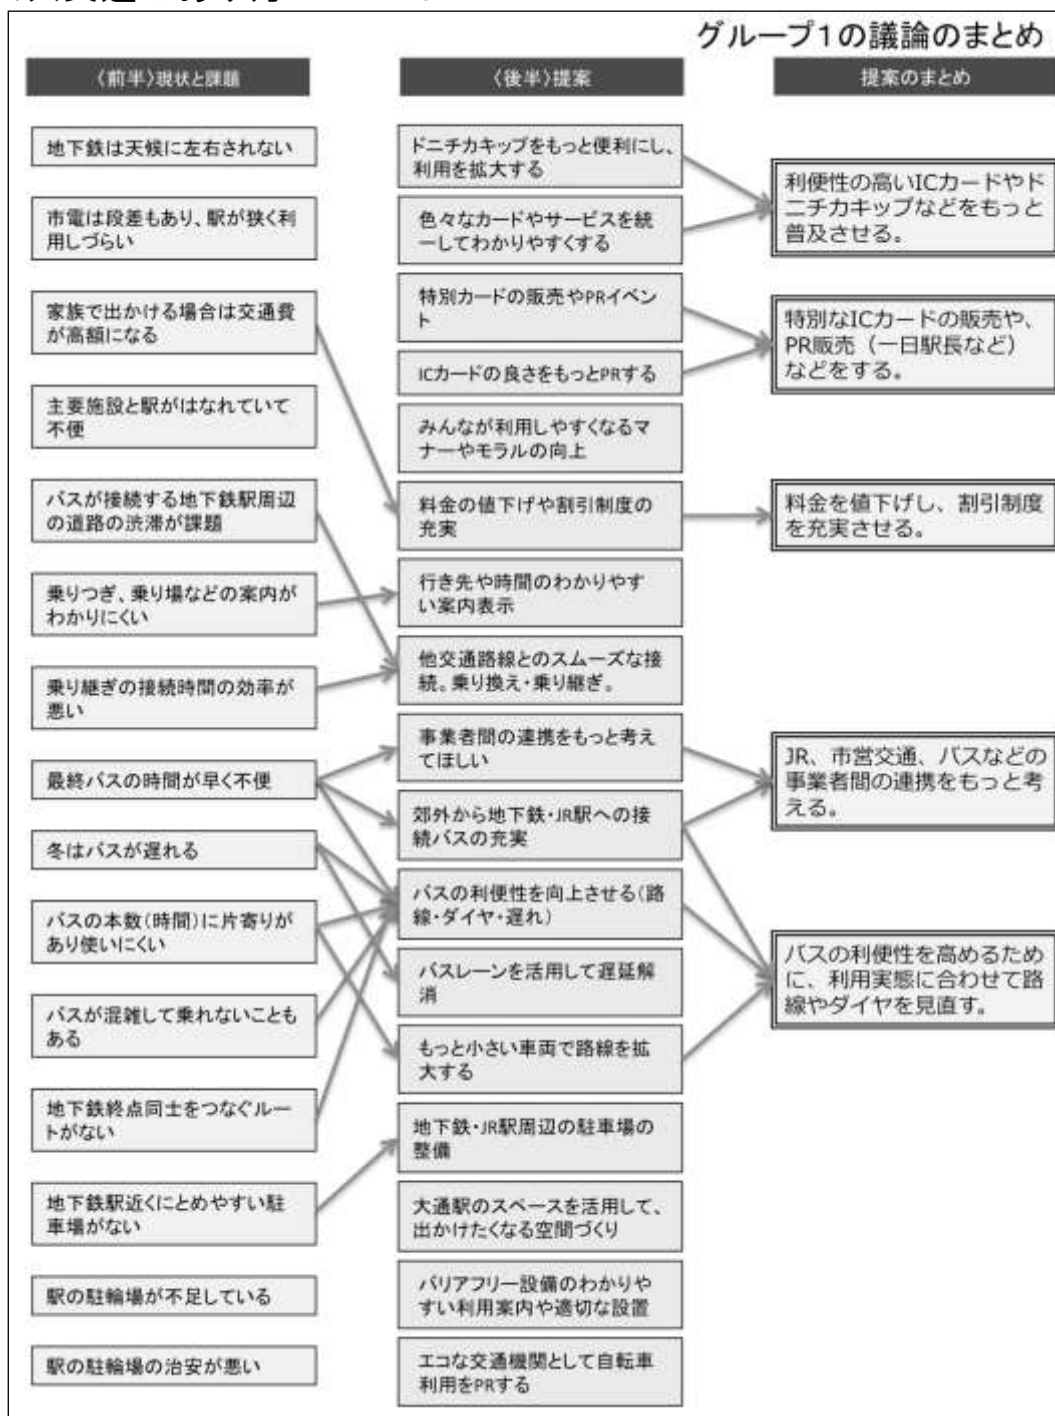 グループ1の議論のまとめ
〈前半〉現状と課題
地下鉄は天候に左右されない
市電は段差もあり、駅が狭く利
用しづらい
家族で出かける場合は交通費
が高額になる
主要施設と駅がはなれていて
不便
バスが接続する地下鉄駅周辺
の道路の渋滞が課題
乗りつぎ、乗り場などの案内が
わかりにくい
乗り継ぎの接続時間の効率が
悪い
最終バスの時間が早く不便
冬はバスが遅れる
バスの本数(時間)に片寄りが
あり使いにくい
バスが混雑して乗れないことも
ある
地下鉄終点同士をつなぐルー
トがない
地下鉄駅近くにとめやすい駐
車場がない
駅の駐輪場が不足している
駅の駐輪場の治安が悪い
〈後半〉提案
ドニチカキップをもっと便利にし、
利用を拡大する
色々なカードやサービスを統
一してわかりやすくする
特別カードの販売やPRイベン
ト
ICカードの良さをもっとPRする
みんなが利用しやすくなるマ
ナーやモラルの向上
料金の値下げや割引制度の
充実
行き先や時間のわかりやす
い案内表示
他交通路線とのスムーズな接
続。乗り換え・乗り継ぎ。
事業者間の連携をもっと考え
てほしい
郊外から地下鉄・JR駅への接
続バスの充実
バスの利便性を向上させる(路
線・ダイヤ・遅れ)
バスレーンを活用して遅延解
消
もっと小さい車両で路線を拡
大する
地下鉄・JR駅周辺の駐車場の
整備
大通駅のスペースを活用して、
出かけたくなる空間づくり
バリアフリー設備のわかりや
すい利用案内や適切な設置
エコな交通機関として自転車
利用をPRする
提案のまとめ
利便性の高いICカードやド
ニチカキップなどをもっと
普及させる。
特別なICカードの販売や、
PR販売（一日駅長など）
などをする。
料金を値下げし、割引制度
を充実させる。
JR、市営交通、バスなどの
事業者間の連携をもっと考
える。
バスの利便性を高めるため
に、利用実態に合わせて路
線やダイヤを見直す。